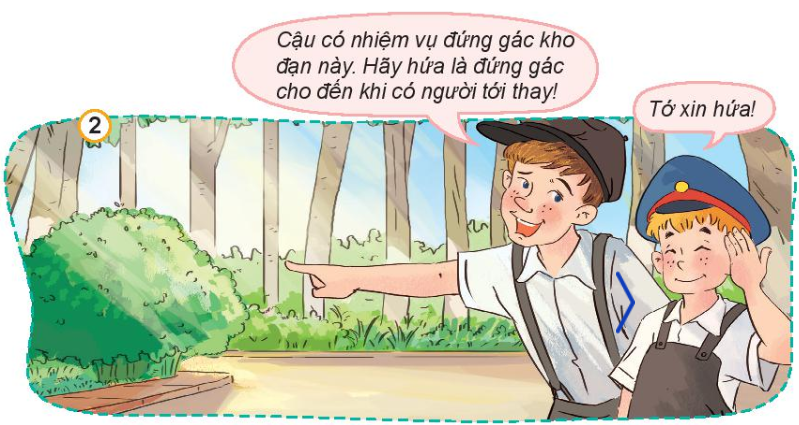 Cậu có nhiệm vụ đứng gác kho
đạn này. Hãy hứa là đứng gác
cho đến khi có người tới thay!
Tớ xin hứa!
2